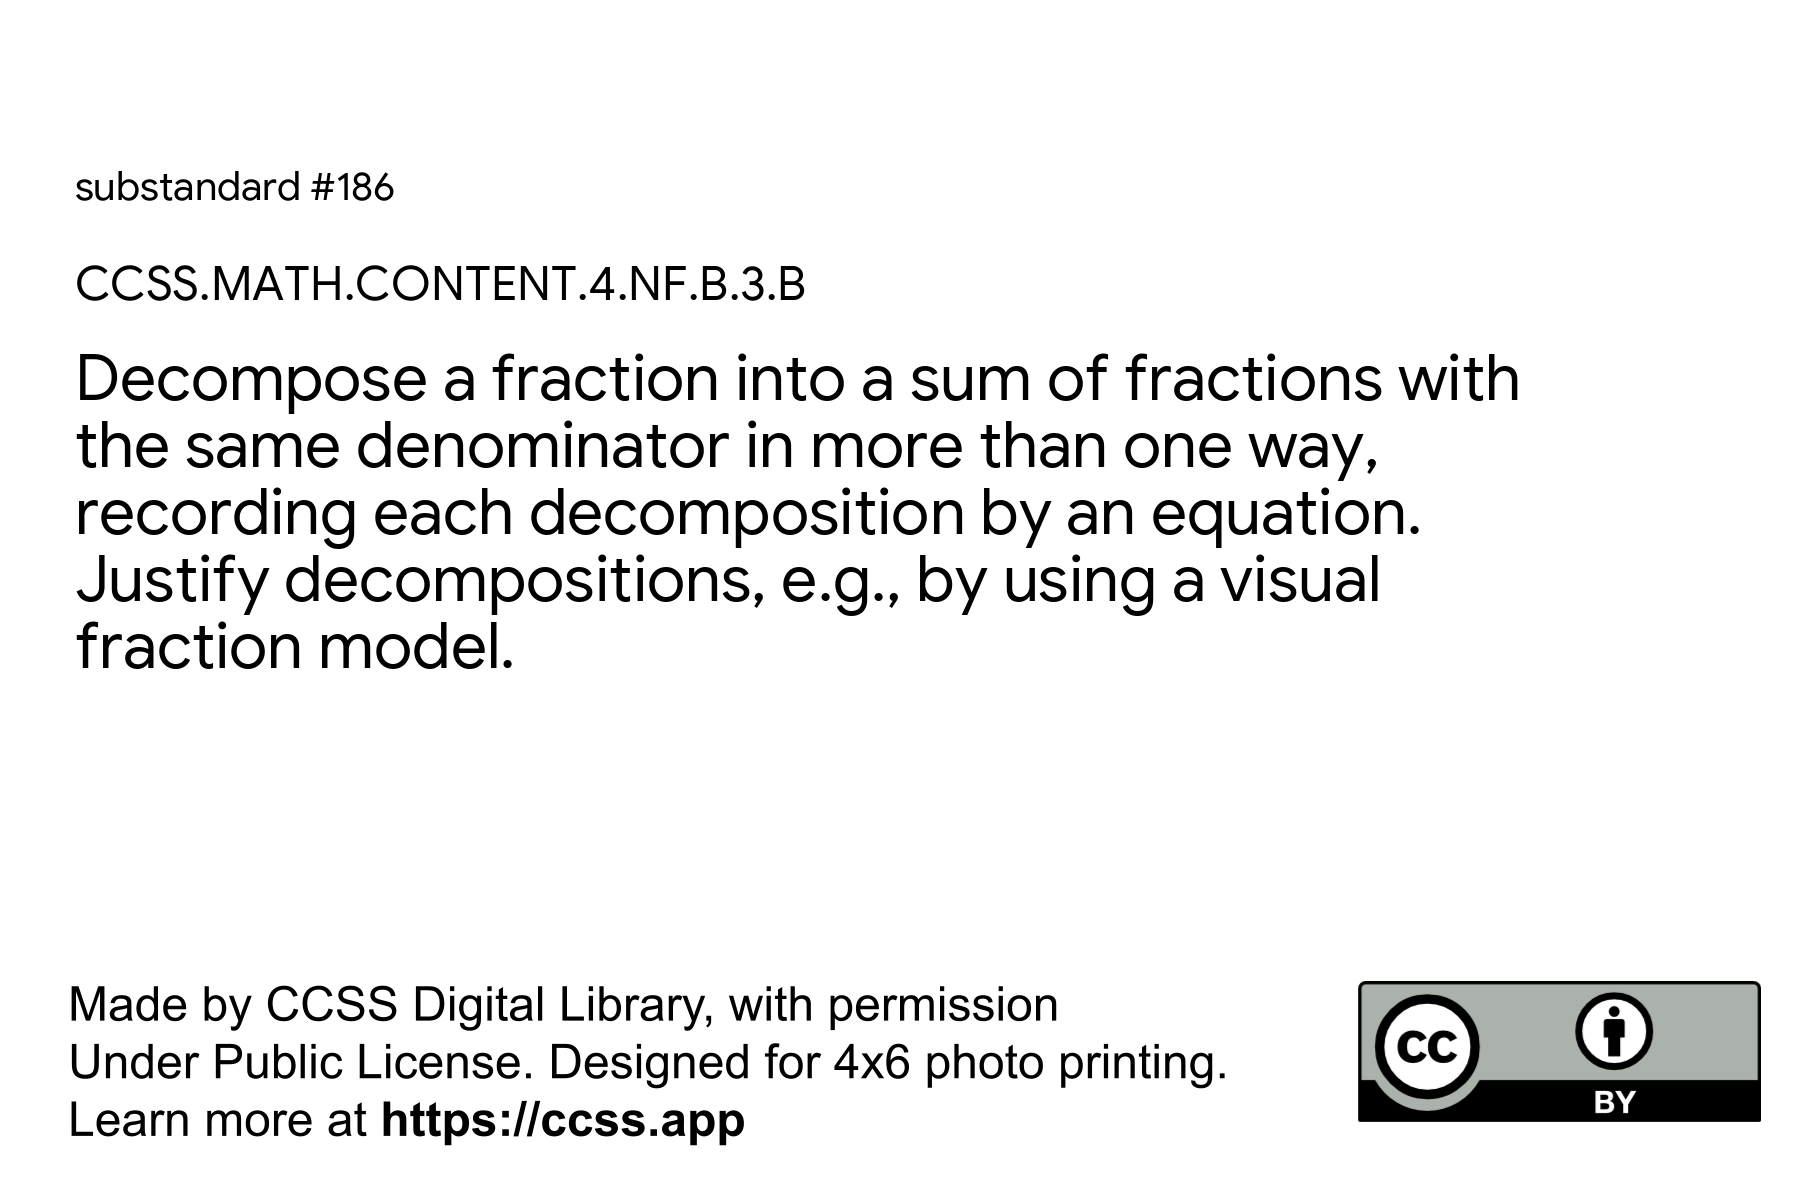 substandard #186
CCSS.MATH.CONTENT.4.NF.B.3.B
Decompose a fraction into a sum of fractions with
the same denominator in more than one way,
recording each decomposition by an equation.
Justify decompositions, e.g., by using a visual
fraction model.
Made by CCSS Digital Library, with permission
Under Public License. Designed for 4x6 photo printing.
Learn more at https://ccss.app
cc
BY